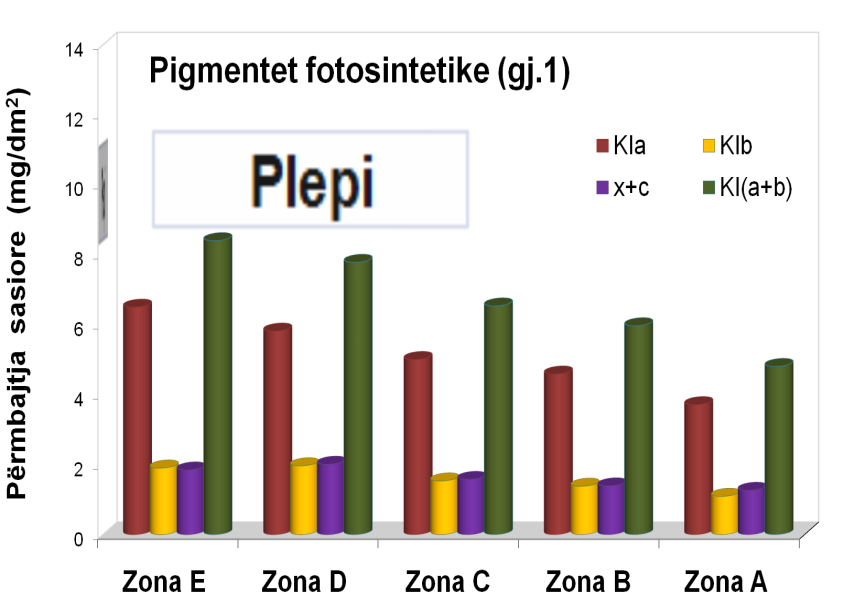 Pigmentet fotosintetike (gj.1)
Plepi
Kla
Klb
x+c
Kl(a+b)
Përmbajtja sasiore (mg/dm²)
14
12
10
8
6
4
2
0
Zona E
Zona D
Zona C
Zona B
Zona A